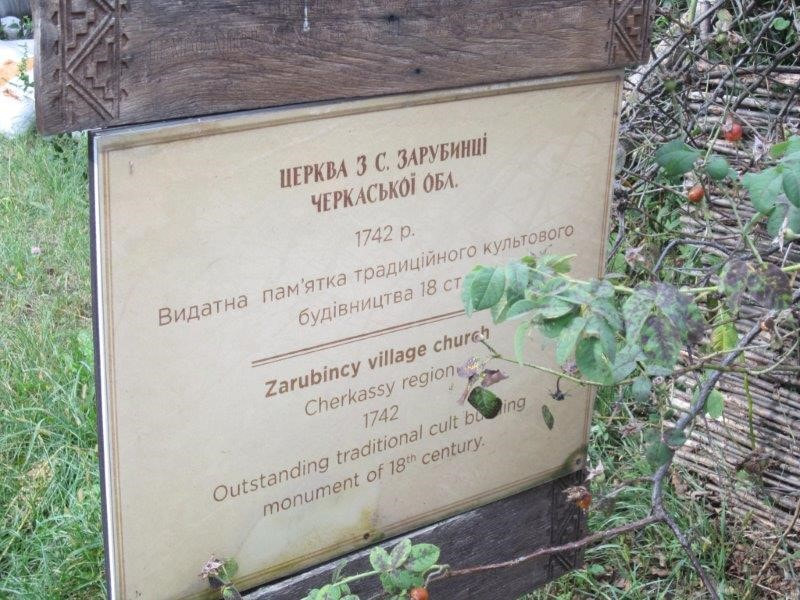 ЦЕРКВА З С. ЗАРУБИНЦІ
ЧЕРКАСЬКОЇ ОБЛ.
1742 р.
Видатна пам'ятка традиційного культового
будівництва 18
Zarubincy village church
Cherkassy region
1742
Outstanding traditional cult building
monument of 18th century.